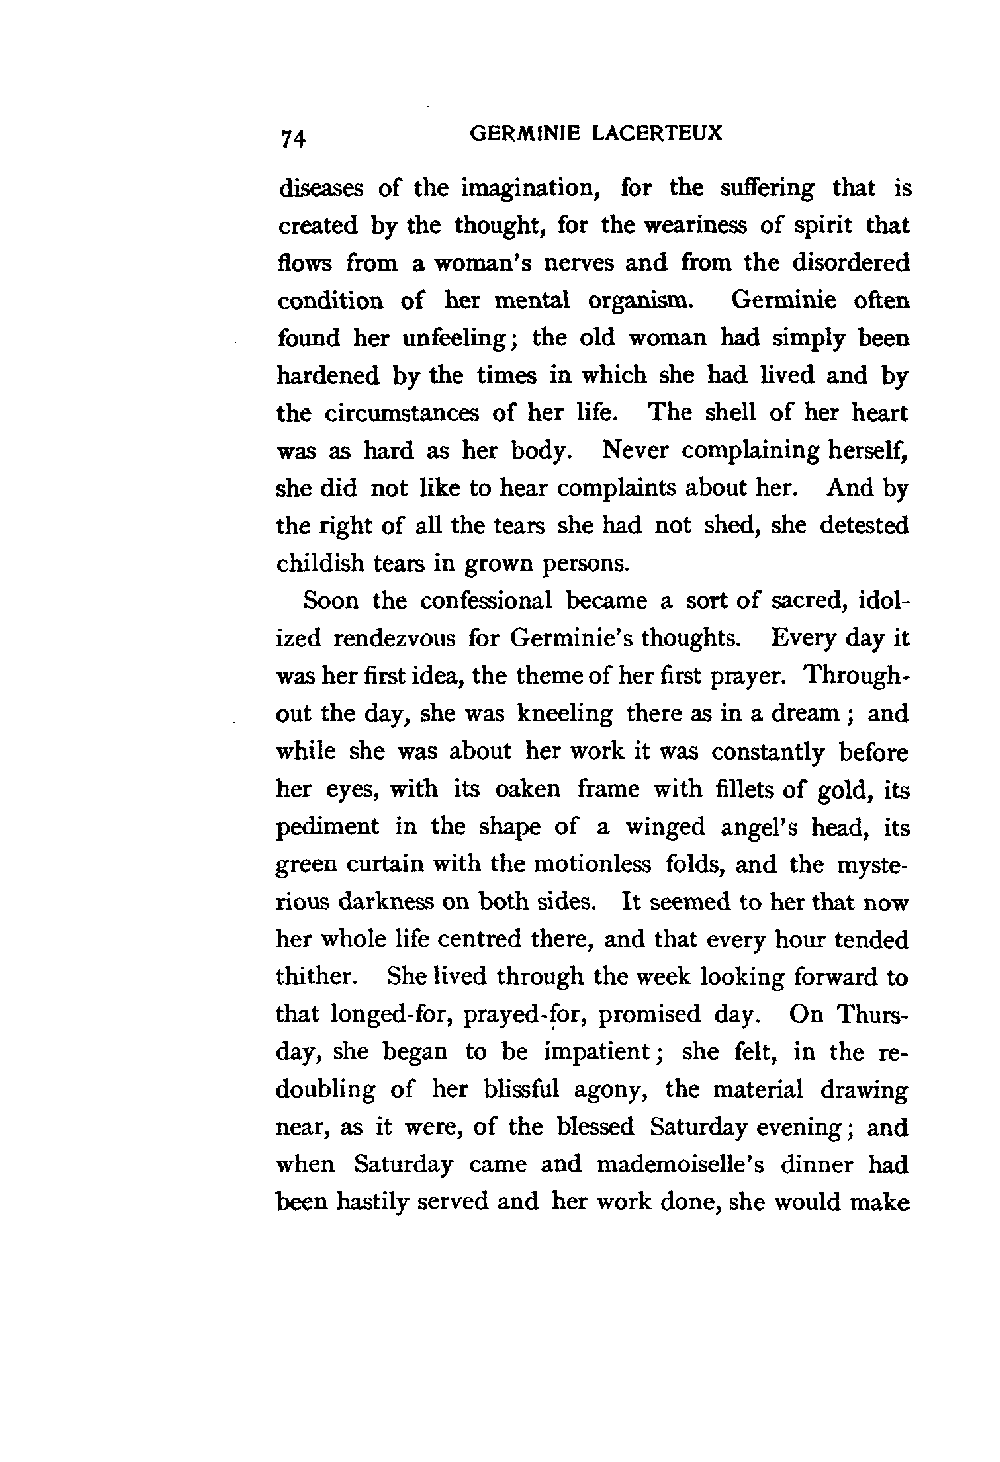 74 GERMINIE LACERTEUX
diseases of the imagination, for the suffering that is
created by the thought, for the weariness of spirit that
flows from a woman's nerves and from the disordered
condition of her mental organism. Germinie often
found her unfeeling; the old woman had simply been
hardened by the times in which she had lived and by
the circumstances of her life. The shell of her heart
was as hard as her body. Never complaining herself,
she did not like to hear complaints about her. And by
the right of all the tears she had not shed, she detested
childish tears in grown persons.
Soon the confessional became a sort of sacred, idol-
ized rendezvous for Germinie's thoughts. Every day it
was her first idea, the theme of her first prayer. Through-
out the day, she was kneeling there as in a dream; and
while she was about her work it was constantly before
her eyes, with its oaken frame with fillets of gold, its
pediment in the shape of a winged angel's head, its
green curtain with the motionless folds, and the myste-
rious darkness on both sides. It seemed to her that now
her whole life centred there, and that every hour tended
thither. She lived through the week looking forward to
that longed-for, prayed-for, promised day. On Thurs-
day, she began to be impatient; she felt, in the re-
doubling of her blissful agony, the material drawing
near, as it were, of the blessed Saturday evening; and
when Saturday came and mademoiselle's dinner had
been hastily served and her work done, she would make